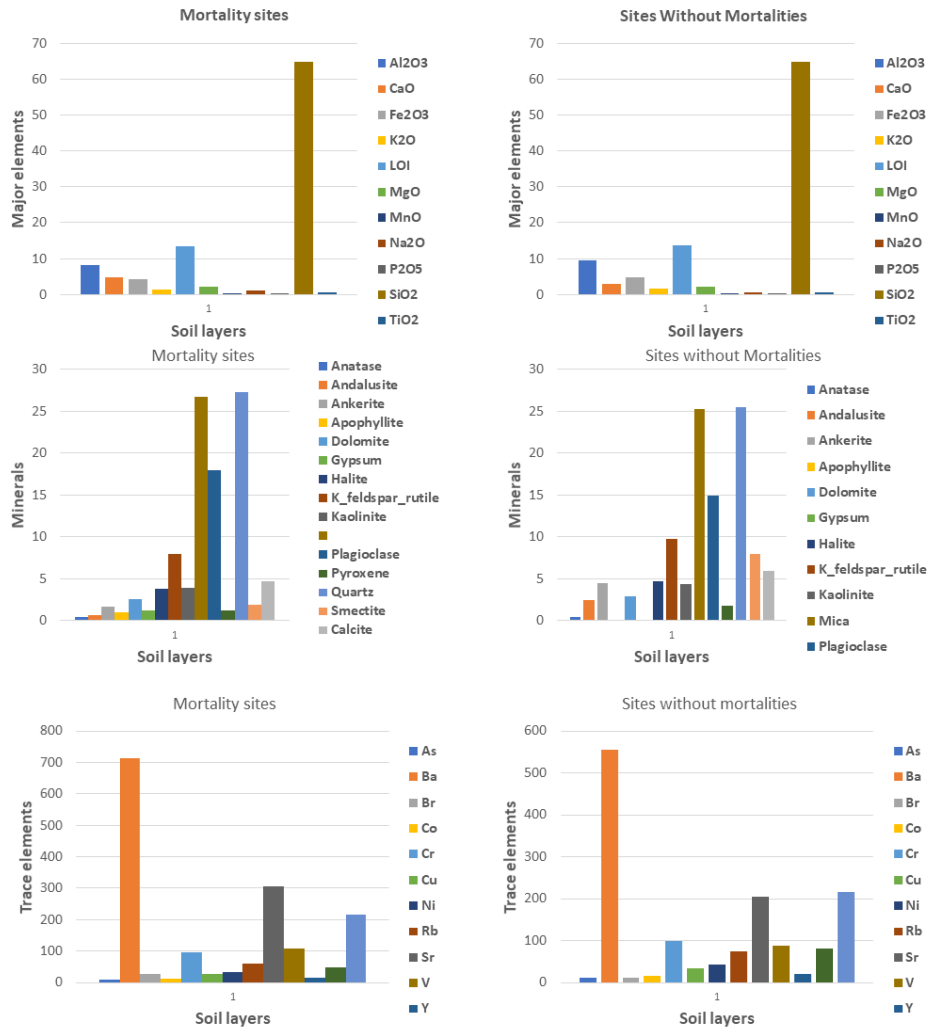 Mortality sites
70
60
50
40
30
20
10
0
Major elements
1
Soil layers
Al2O3
CaO
Fe2O3
K2O
LOI
MgO
MnO
Na2O
P2O5
SiO2
TiO2
Sites Without Mortalities
70
60
50
40
30
20
10
0
Major elements
1
Soil layers
Al2O3
CaO
Fe2O3
K2O
LOI
MgO
MnO
Na2O
P2O5
SiO2
TiO2
Mortality sites
30
25
20
15
10
5
0
Minerals
1
Soil layers
Anatase
Andalusite
Ankerite
Apophyllite
Dolomite
Gypsum
Halite
K_feldspar_rutile
Kaolinite
Plagioclase
Pyroxene
Quartz
Smectite
Calcite
Sites without Mortalities
30
25
20
15
10
5
0
Minerals
1
Soil layers
Anatase
Andalusite
Ankerite
Apophyllite
Dolomite
Gypsum
Halite
K_feldspar_rutile
Kaolinite
Mica
Plagioclase
Mortality sites
800
700
600
500
400
300
200
100
0
Trace elements
1
Soil layers
As
Ba
Br
Co
Cr
Cu
Ni
Rb
Sr
V
Y
Sites without mortalities
600
500
400
300
200
100
0
Trace elements
1
Soil layers
As
Ba
Br
Co
Cr
Cu
Ni
Rb
Sr
V
Y